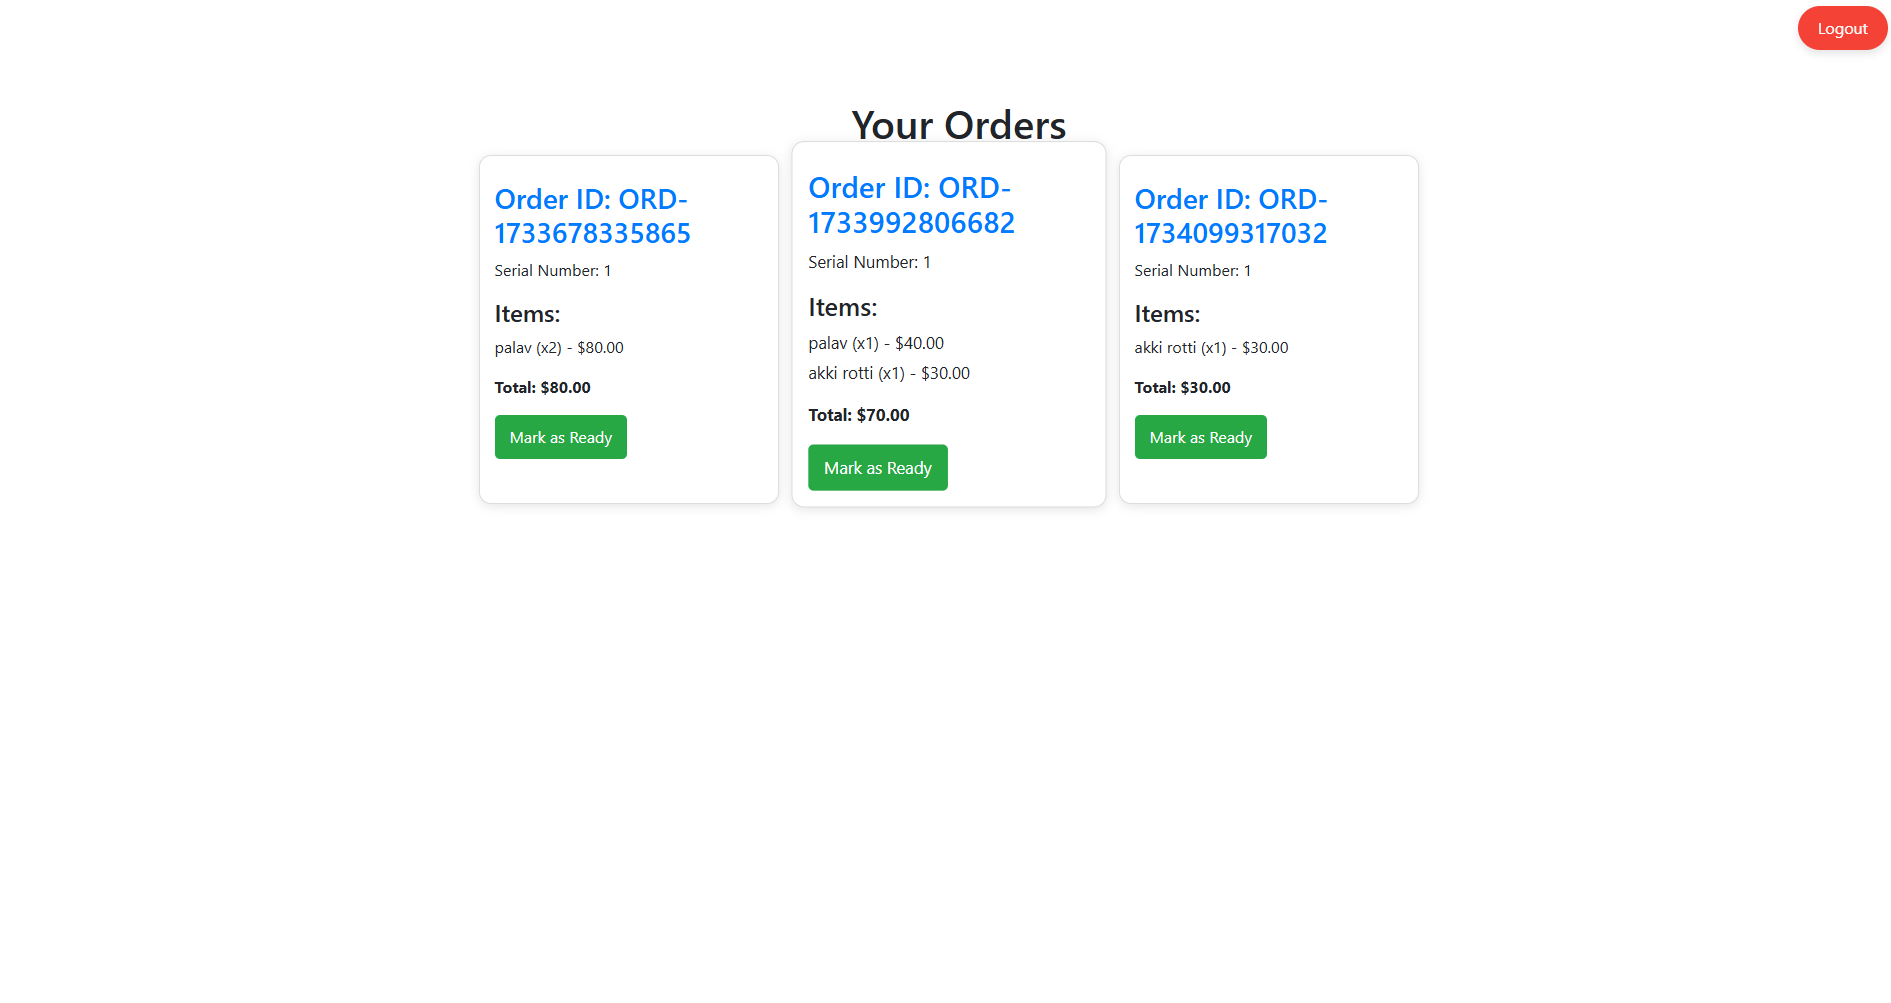 Logout
Your Orders
Order ID: ORD-
1733678335865
Serial Number: 1
Items:
palav (x2) - $80.00
Total: $80.00
Mark as Ready
Order ID: ORD-
1733992806682
Serial Number: 1
Items:
palav (x1) - $40.00
akki rotti (x1) - $30.00
Total: $70.00
Mark as Ready
Order ID: ORD-
1734099317032
Serial Number: 1
Items:
akki rotti (x1) - $30.00
Total: $30.00
Mark as Ready